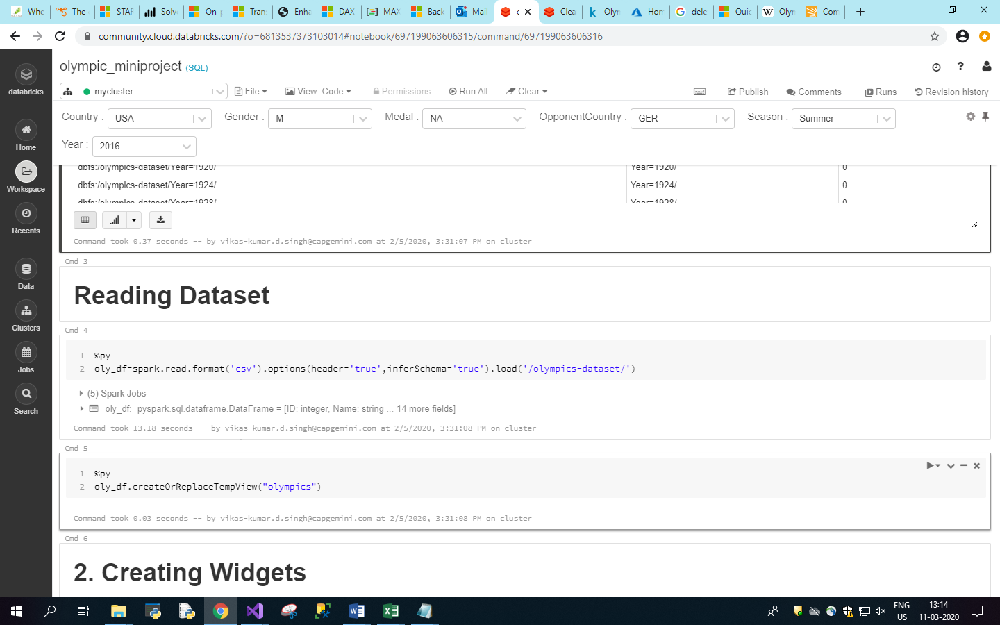 Whe
The
STAF
Solv
On-p
Tran
Enha
DAX
MAX
Back
Mail
c
Clea
Olyn
Hom
dele
Quic
Olyn
Com
community.cloud.databricks.com/?o=6813537373103014#notebook/697199063606315/command/697199063606316
databricks
Home
Workspace
Recents
Data
Clusters
Jobs
Search
olympic_miniproject (SQL)
mycluster File View: Code Permissions Run All Clear Publish Comments Runs Revision history
Country : USA Gender : M Medal : NA OpponentCountry : GER Season : Summer
Year : 2016
dbfs:/olympics-dataset/Year=1920/ Year=1920/ 0
dbfs:/olympics-dataset/Year=1924/ Year=1924/ 0
dbfs:/olympics-dataset/Year=1928/ Year=1928/ 0
Command took 0.37 seconds -- by vikas-kumar.d.singh@capgemini.com at 2/5/2020, 3:31:07 PM on cluster
Cmd 3
Reading Dataset
Cmd 4
1 %py
2 oly_df=spark.read.format('csv').options(header='true',inferSchema='true').load('/olympics-dataset/')
(5) Spark Jobs
oly_df: pyspark.sql.dataframe.DataFrame = [ID: integer, Name: string ... 14 more fields]
Command took 13.18 seconds -- by vikas-kumar.d.singh@capgemini.com at 2/5/2020, 3:31:08 PM on cluster
Cmd 5
1 %py
2 oly_df.createOrReplaceTempView("olympics")
Command took 0.03 seconds -- by vikas-kumar.d.singh@capgemini.com at 2/5/2020, 3:31:08 PM on cluster
Cmd 6
2. Creating Widgets
ENG
US
13:14
11-03-2020